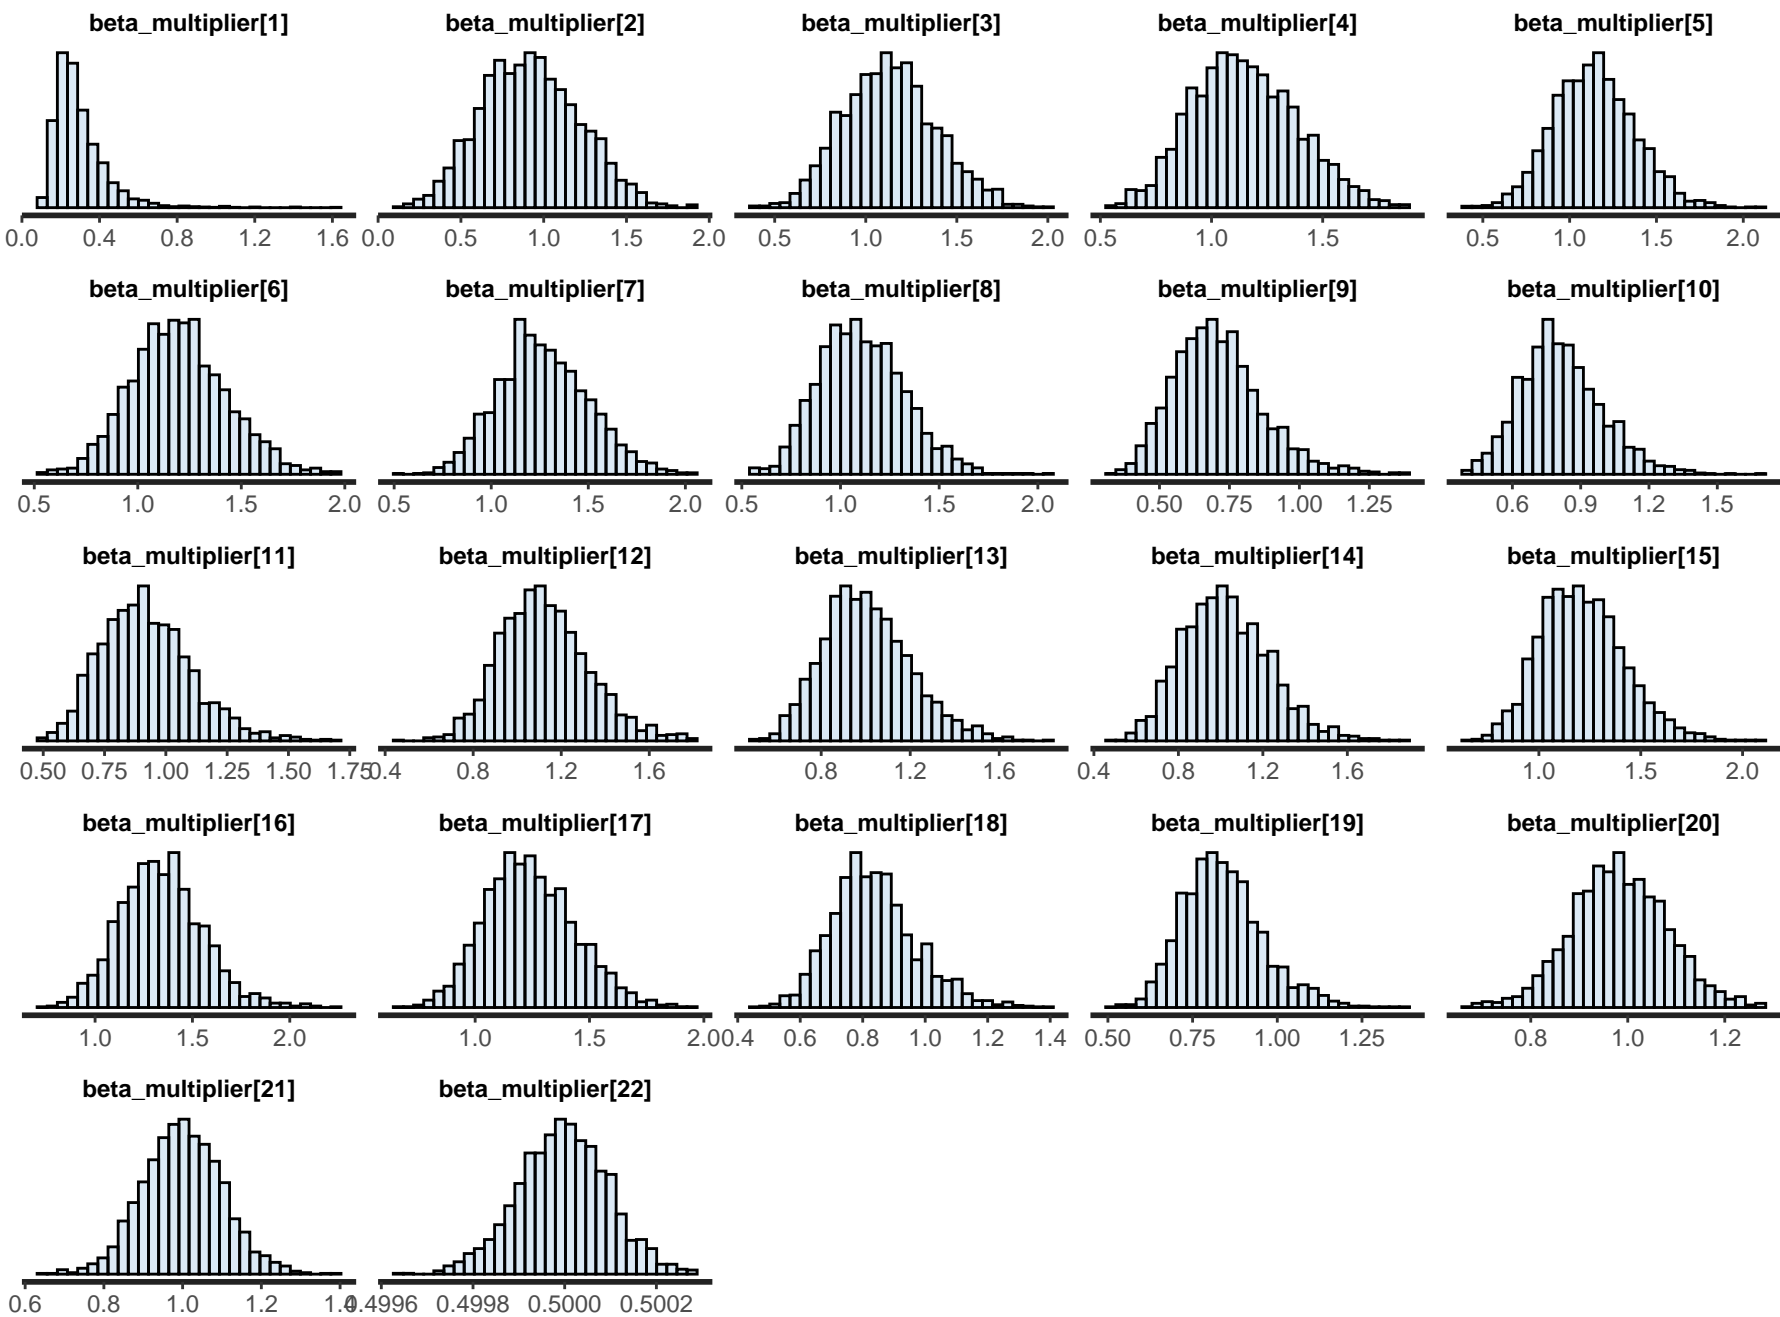 beta_multiplier[1] beta_multiplier[2] beta_multiplier[3] beta_multiplier[4] beta_multiplier[5]
0.0 0.4 0.8 1.2 1.6 0.0 0.5 1.0 1.5 2.0 0.5 1.0 1.5 2.0 0.5 1.0 1.5 0.5 1.0 1.5 2.0
beta_multiplier[6] beta_multiplier[7] beta_multiplier[8] beta_multiplier[9] beta_multiplier[10]
0.5 1.0 1.5 2.0 0.5 1.0 1.5 2.0 0.5 1.0 1.5 2.0 0.50 0.75 1.00 1.25 0.6 0.9 1.2 1.5
beta_multiplier[11] beta_multiplier[12] beta_multiplier[13] beta_multiplier[14] beta_multiplier[15]
0.50 0.75 1.00 1.25 1.50 1.75 0.4 0.8 1.2 1.6 0.8 1.2 1.6 0.4 0.8 1.2 1.6 1.0 1.5 2.0
beta_multiplier[16] beta_multiplier[17] beta_multiplier[18] beta_multiplier[19] beta_multiplier[20]
1.0 1.5 2.0 1.0 1.5 2.0 0.4 0.6 0.8 1.0 1.2 1.4 0.50 0.75 1.00 1.25 0.8 1.0 1.2
beta_multiplier[21] beta_multiplier[22]
0.6 0.8 1.0 1.2 1.4 0.4996 0.4998 0.5000 0.5002